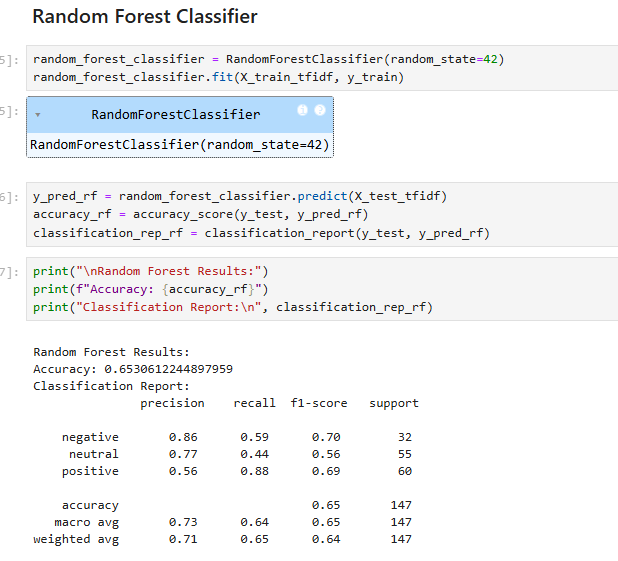 Random Forest Classifier
5]: random_forest_classifier = RandomForestClassifier(random_state=42)
random_forest_classifier.fit(X_train_tfidf, y_train)
5]: RandomForestClassifier
RandomForestClassifier(random_state=42)
6]: y_pred_rf = random_forest_classifier.predict(X_test_tfidf)
accuracy_rf = accuracy_score(y_test, y_pred_rf)
classification_rep_rf = classification_report(y_test, y_pred_rf)
7]: print("\nRandom Forest Results:")
print(f"Accuracy: {accuracy_rf}")
print("Classification Report:\n", classification_rep_rf)
Random Forest Results:
Accuracy: 0.6530612244897959
Classification Report:
precision recall f1-score support
negative 0.86 0.59 0.70 32
neutral 0.77 0.44 0.56 55
positive 0.56 0.88 0.69 60
accuracy 0.65 147
macro avg 0.73 0.64 0.65 147
weighted avg 0.71 0.65 0.64 147